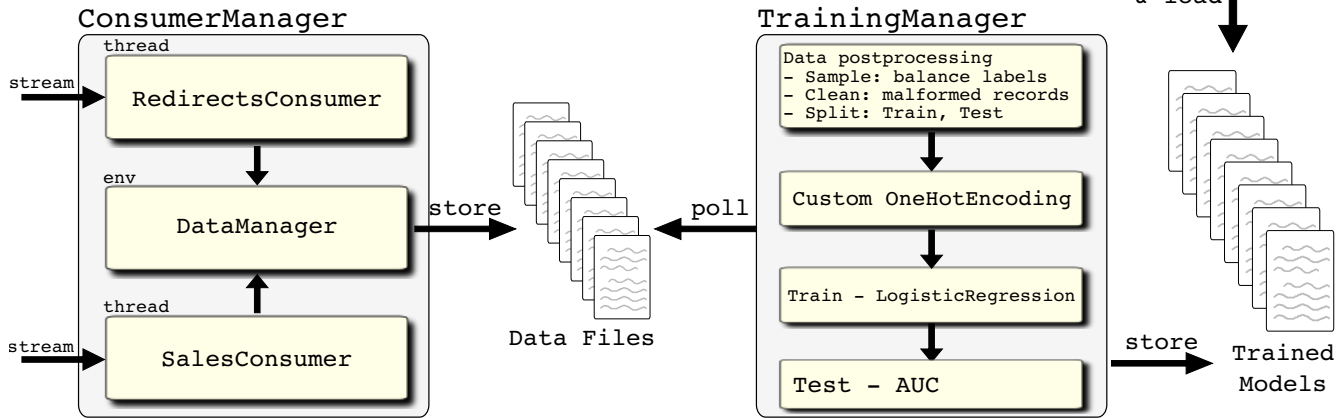 ConsumerManager
thread
stream
RedirectsConsumer
env
DataManager
store
thread
stream
SalesConsumer
Data Files
poll
TrainingManager
Data postprocessing
- Sample: balance labels
- Clean: malformed records
- Split: Train, Test
Custom OneHotEncoding
Train - LogisticRegression
Test - AUC
store
Trained
Models